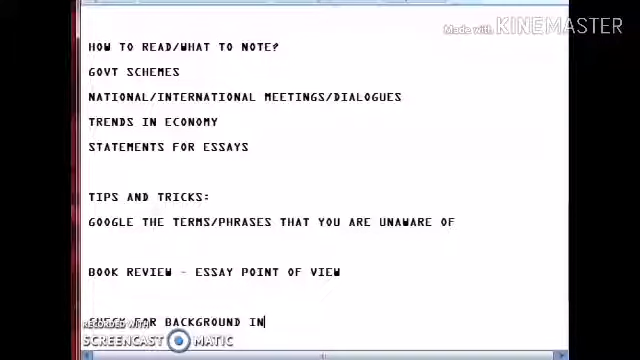 Made with KINEMASTER
HOW TO READ/WHAT TO NOTE?
GOVT SCHEMES
NATIONAL/INTERNATIONAL MEETINGS/DIALOGUES
TRENDS IN ECONOMY
STATEMENTS FOR ESSAYS
TIPS AND TRICKS:
GOOGLE THE TERMS/PHRASES THAT YOU ARE UNAWARE OF
BOOK REVIEW - ESSAY POINT OF VIEW
CHECK FOR BACKGROUND IN
RECORDED WITH
SCREENCAST MATIC